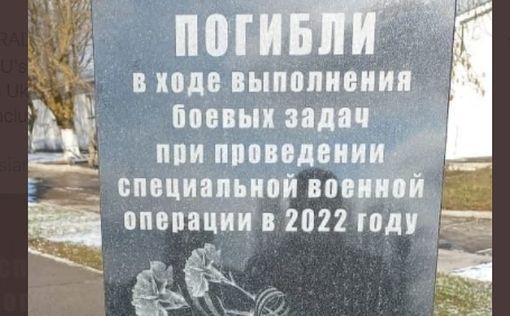 ПОГИБЛИ
в ходе выполнения
боевых задач
при проведении
специальной военной
операции в 2022 году